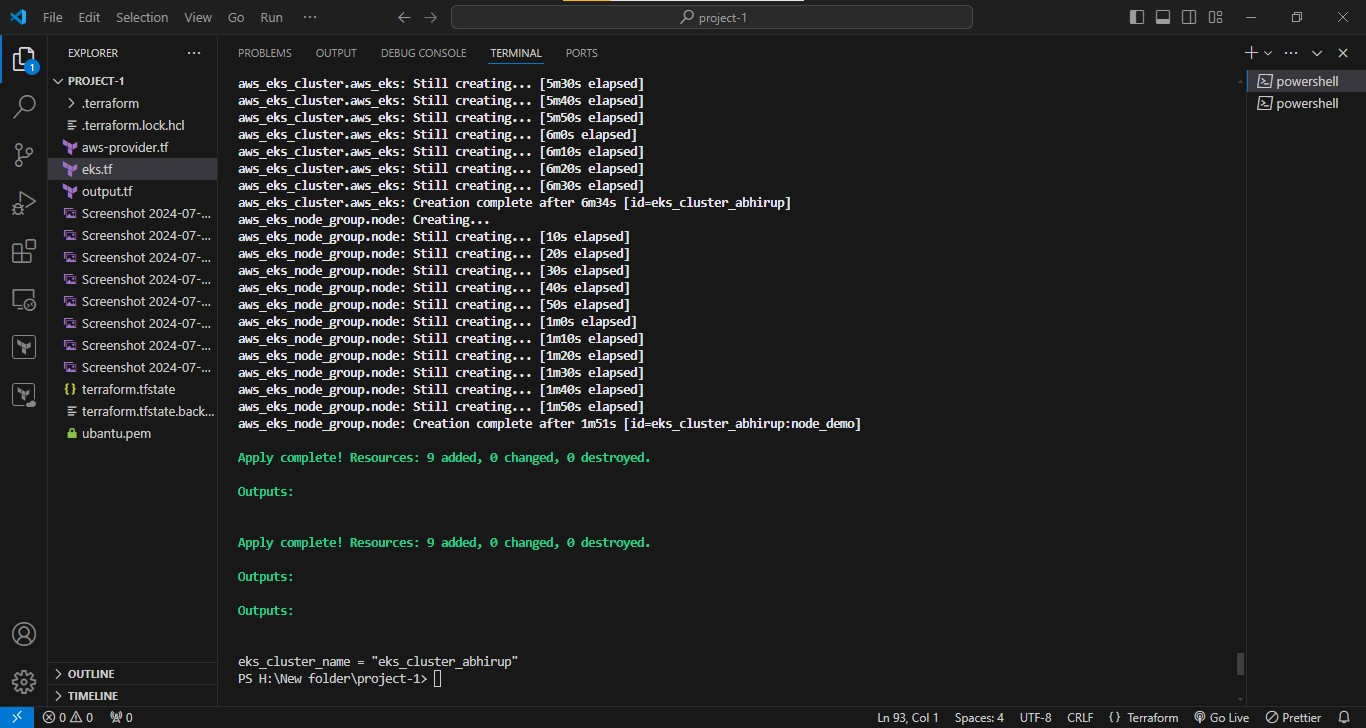 File Edit Selection View Go Run ···
project-1
EXPLORER ···
PROJECT-1
.terraform
.terraform.lock.hcl
aws-provider.tf
eks.tf
output.tf
Screenshot 2024-07-...
Screenshot 2024-07-...
Screenshot 2024-07-...
Screenshot 2024-07-...
Screenshot 2024-07-...
Screenshot 2024-07-...
Screenshot 2024-07-...
Screenshot 2024-07-...
terraform.tfstate
terraform.tfstate.back...
ubantu.pem
OUTLINE
TIMELINE
1
PROBLEMS OUTPUT DEBUG CONSOLE TERMINAL PORTS
aws_eks_cluster.aws_eks: Still creating... [5m30s elapsed]
aws_eks_cluster.aws_eks: Still creating... [5m40s elapsed]
aws_eks_cluster.aws_eks: Still creating... [5m50s elapsed]
aws_eks_cluster.aws_eks: Still creating... [6m0s elapsed]
aws_eks_cluster.aws_eks: Still creating... [6m10s elapsed]
aws_eks_cluster.aws_eks: Still creating... [6m20s elapsed]
aws_eks_cluster.aws_eks: Still creating... [6m30s elapsed]
aws_eks_cluster.aws_eks: Creation complete after 6m34s [id=eks_cluster_abhirup]
aws_eks_node_group.node: Creating...
aws_eks_node_group.node: Still creating... [10s elapsed]
aws_eks_node_group.node: Still creating... [20s elapsed]
aws_eks_node_group.node: Still creating... [30s elapsed]
aws_eks_node_group.node: Still creating... [40s elapsed]
aws_eks_node_group.node: Still creating... [50s elapsed]
aws_eks_node_group.node: Still creating... [1m0s elapsed]
aws_eks_node_group.node: Still creating... [1m10s elapsed]
aws_eks_node_group.node: Still creating... [1m20s elapsed]
aws_eks_node_group.node: Still creating... [1m30s elapsed]
aws_eks_node_group.node: Still creating... [1m40s elapsed]
aws_eks_node_group.node: Still creating... [1m50s elapsed]
aws_eks_node_group.node: Creation complete after 1m51s [id=eks_cluster_abhirup:node_demo]
Apply complete! Resources: 9 added, 0 changed, 0 destroyed.
Outputs:
Apply complete! Resources: 9 added, 0 changed, 0 destroyed.
Outputs:
Outputs:
eks_cluster_name = "eks_cluster_abhirup"
PS H:\New folder\project-1>
powershell
powershell
0 0 0 Ln 93, Col 1 Spaces: 4 UTF-8 CRLF {} Terraform Go Live Prettier